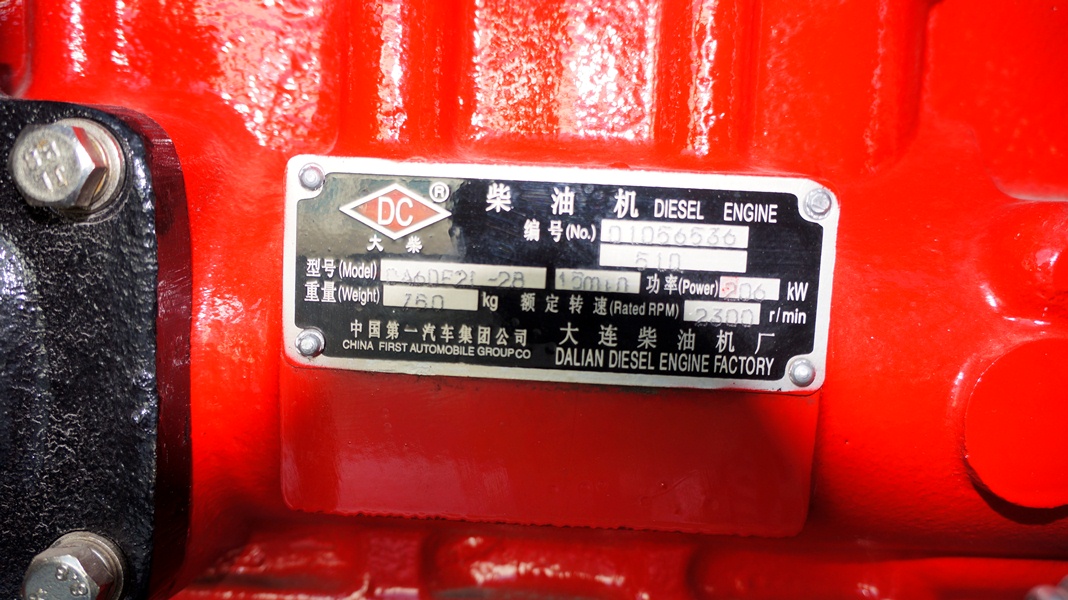 DC ® 柴油机 DIESEL ENGINE
大柴
编号(No.) 01056536
510
型号(Model) 15min 功率(Power) 206 kW
重量(Weight) 760 kg 额定转速(Rated RPM) 2300 r/min
中国第一汽车集团公司 大连柴油机厂
CHINA FIRST AUTOMOBILE GROUP CO DALIAN DIESEL ENGINE FACTORY